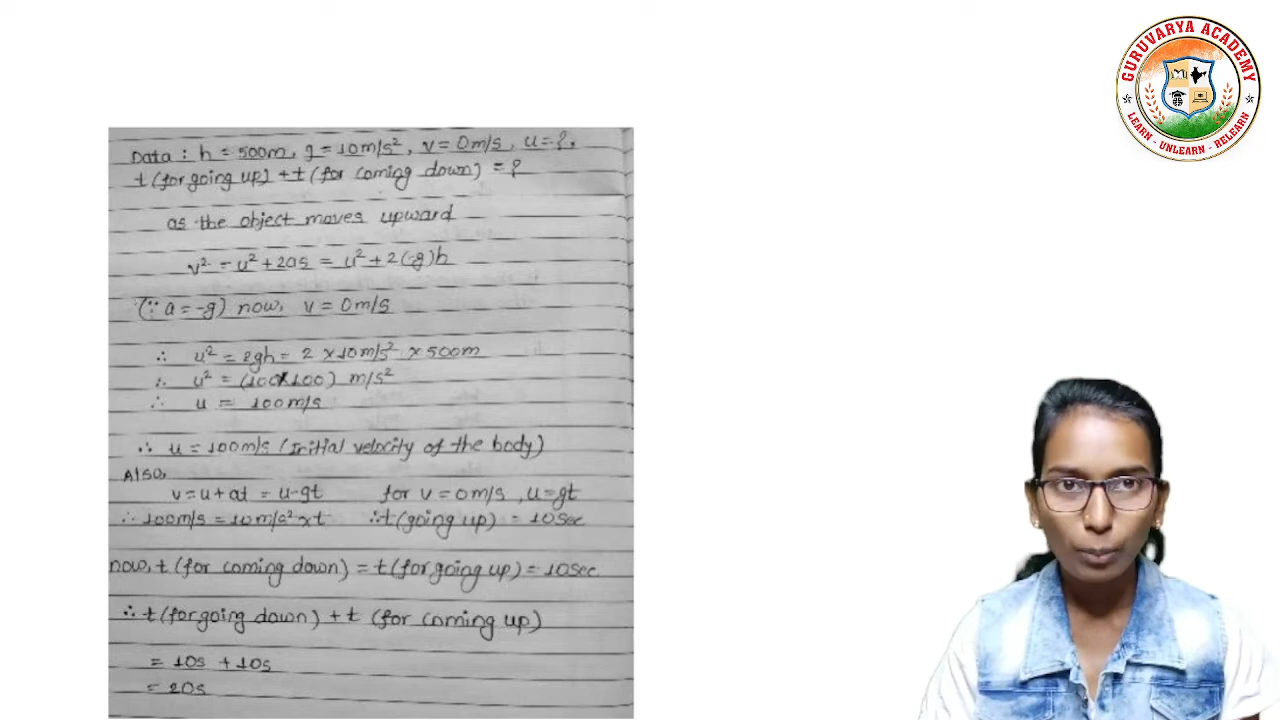 GURUVARYA ACADEMY
LEARN - UNLEARN - RELEARN
Data : h = 500m, g = 10m/s², v = 0m/s, u = ?,
t (for going up) + t (for coming down) = ?
as the object moves upward
v² = u² + 2as = u² + 2(-g)h
(∵ a = -g) now, v = 0m/s
∴ u² = 2gh = 2 × 10m/s² × 500m
∴ u² = (100×100) m/s²
∴ u = 100m/s
∴ u = 100m/s (Initial velocity of the body)
Also,
v = u + at = u - gt for v = 0m/s, u = gt
∴ 100m/s = 10m/s² × t ∴ t (going up) = 10sec
now, t (for coming down) = t (for going up) = 10sec
∴ t (for going down) + t (for coming up)
= 10s + 10s
= 20s